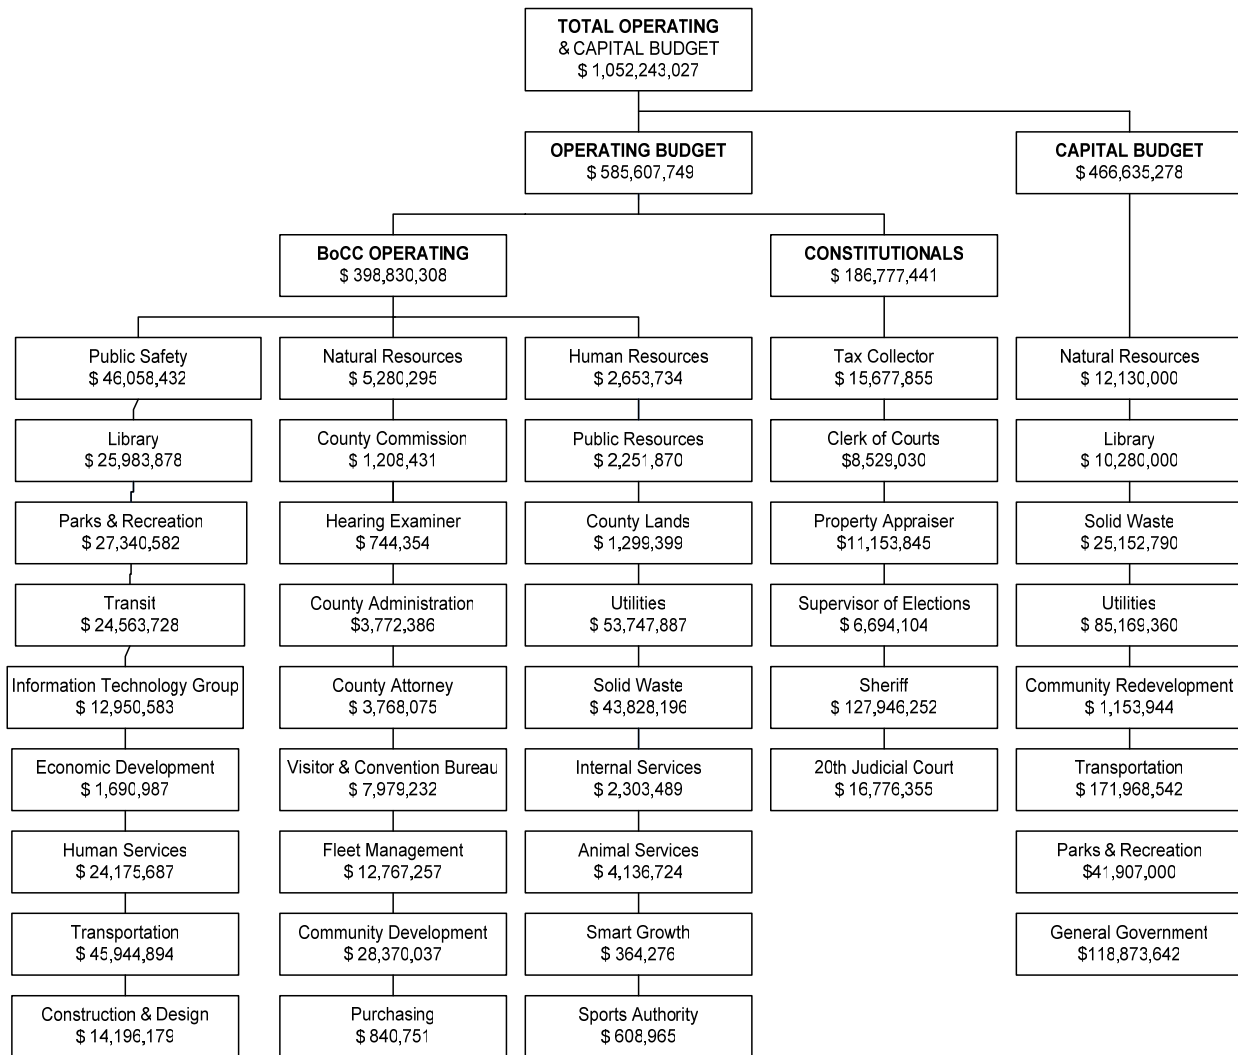 TOTAL OPERATING
& CAPITAL BUDGET
$ 1,052,243,027
OPERATING BUDGET
$ 585,607,749
CAPITAL BUDGET
$ 466,635,278
BoCC OPERATING
$ 398,830,308
CONSTITUTIONALS
$ 186,777,441
Public Safety
$ 46,058,432
Library
$ 25,983,878
Parks & Recreation
$ 27,340,582
Transit
$ 24,563,728
Information Technology Group
$ 12,950,583
Economic Development
$ 1,690,987
Human Services
$ 24,175,687
Transportation
$ 45,944,894
Construction & Design
$ 14,196,179
Natural Resources
$ 5,280,295
County Commission
$ 1,208,431
Hearing Examiner
$ 744,354
County Administration
$3,772,386
County Attorney
$ 3,768,075
Visitor & Convention Bureau
$ 7,979,232
Fleet Management
$ 12,767,257
Community Development
$ 28,370,037
Purchasing
$ 840,751
Human Resources
$ 2,653,734
Public Resources
$ 2,251,870
County Lands
$ 1,299,399
Utilities
$ 53,747,887
Solid Waste
$ 43,828,196
Internal Services
$ 2,303,489
Animal Services
$ 4,136,724
Smart Growth
$ 364,276
Sports Authority
$ 608,965
Tax Collector
$ 15,677,855
Clerk of Courts
$8,529,030
Property Appraiser
$11,153,845
Supervisor of Elections
$ 6,694,104
Sheriff
$ 127,946,252
20th Judicial Court
$ 16,776,355
Natural Resources
$ 12,130,000
Library
$ 10,280,000
Solid Waste
$ 25,152,790
Utilities
$ 85,169,360
Community Redevelopment
$ 1,153,944
Transportation
$ 171,968,542
Parks & Recreation
$41,907,000
General Government
$118,873,642